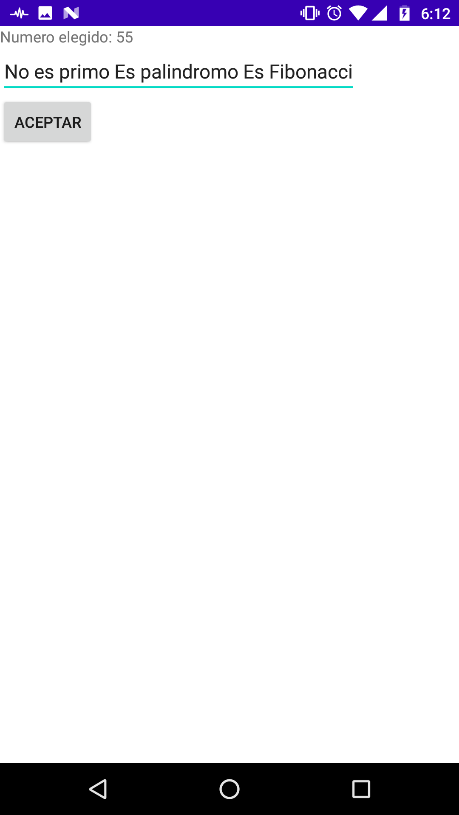 6:12
Numero elegido: 55
No es primo Es palindromo Es Fibonacci
ACEPTAR